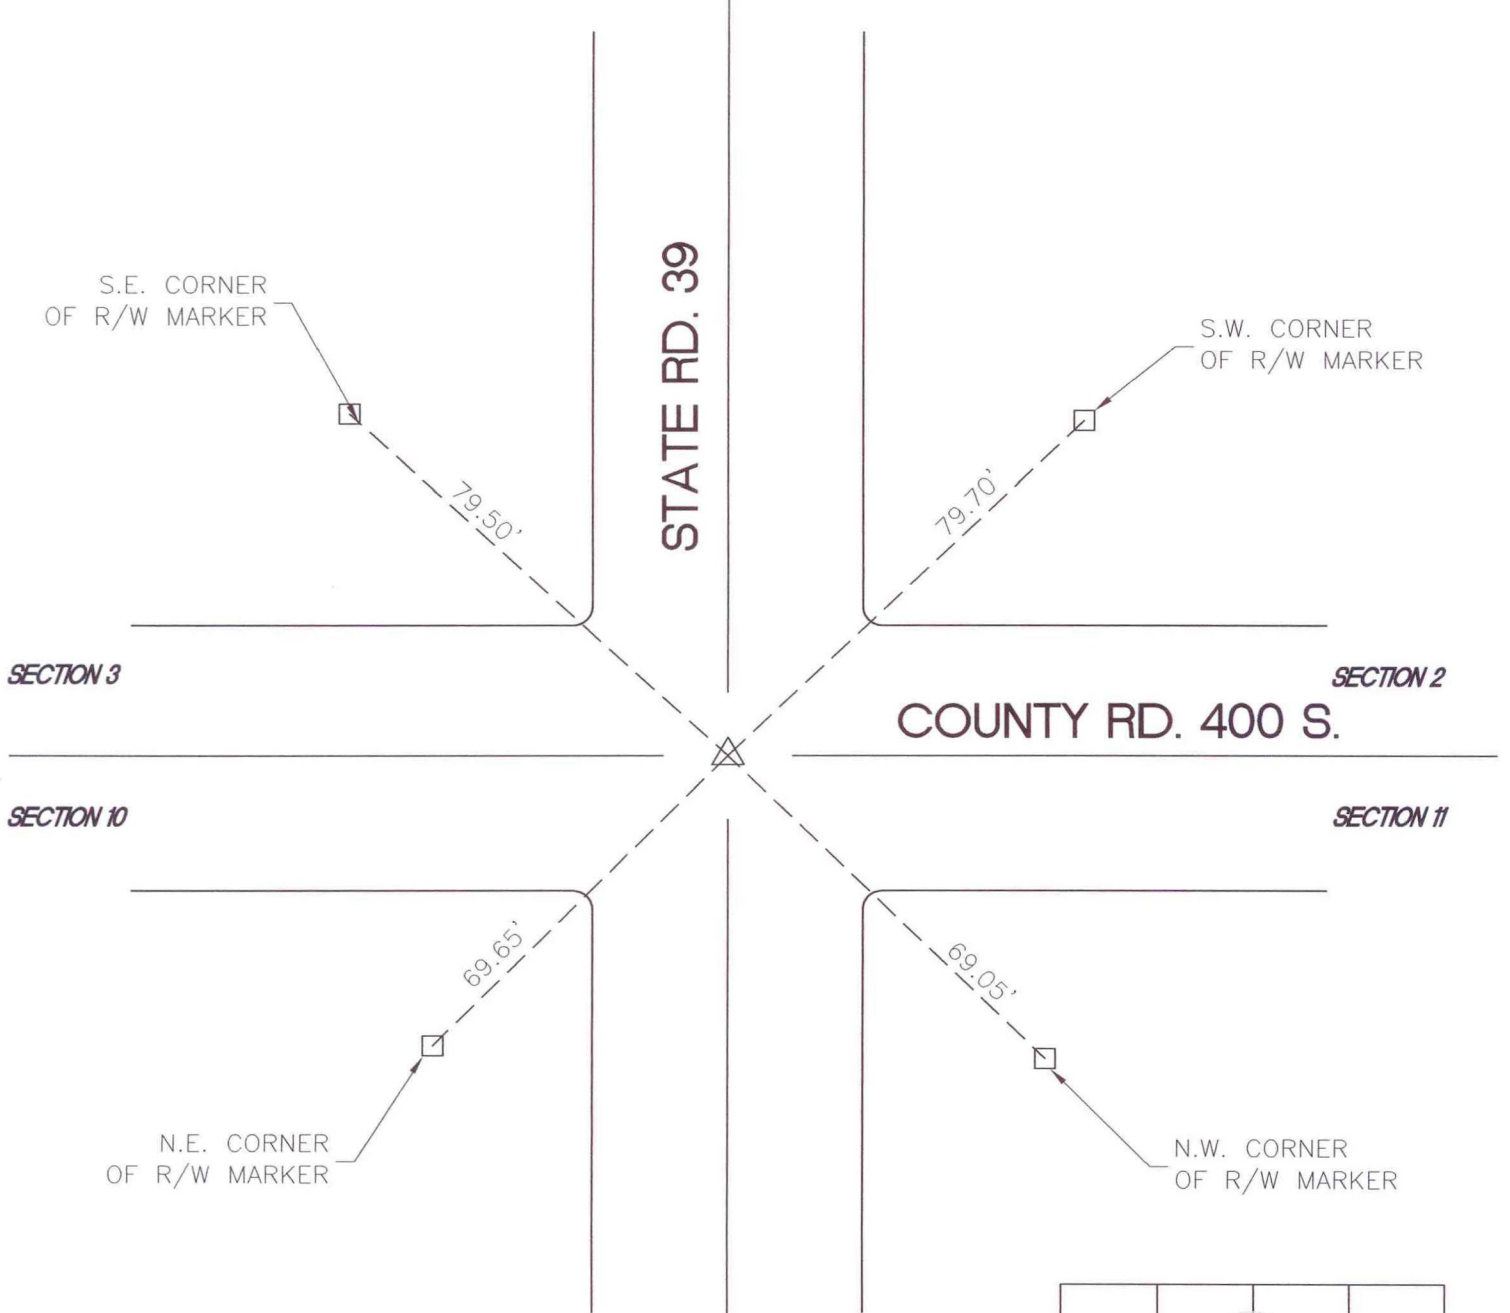 STATE RD. 39
S.E. CORNER
OF R/W MARKER
S.W. CORNER
OF R/W MARKER
79.50'
79.70'
SECTION 3
SECTION 2
COUNTY RD. 400 S.
SECTION 10
SECTION 11
69.65'
69.05'
N.E. CORNER
OF R/W MARKER
N.W. CORNER
OF R/W MARKER